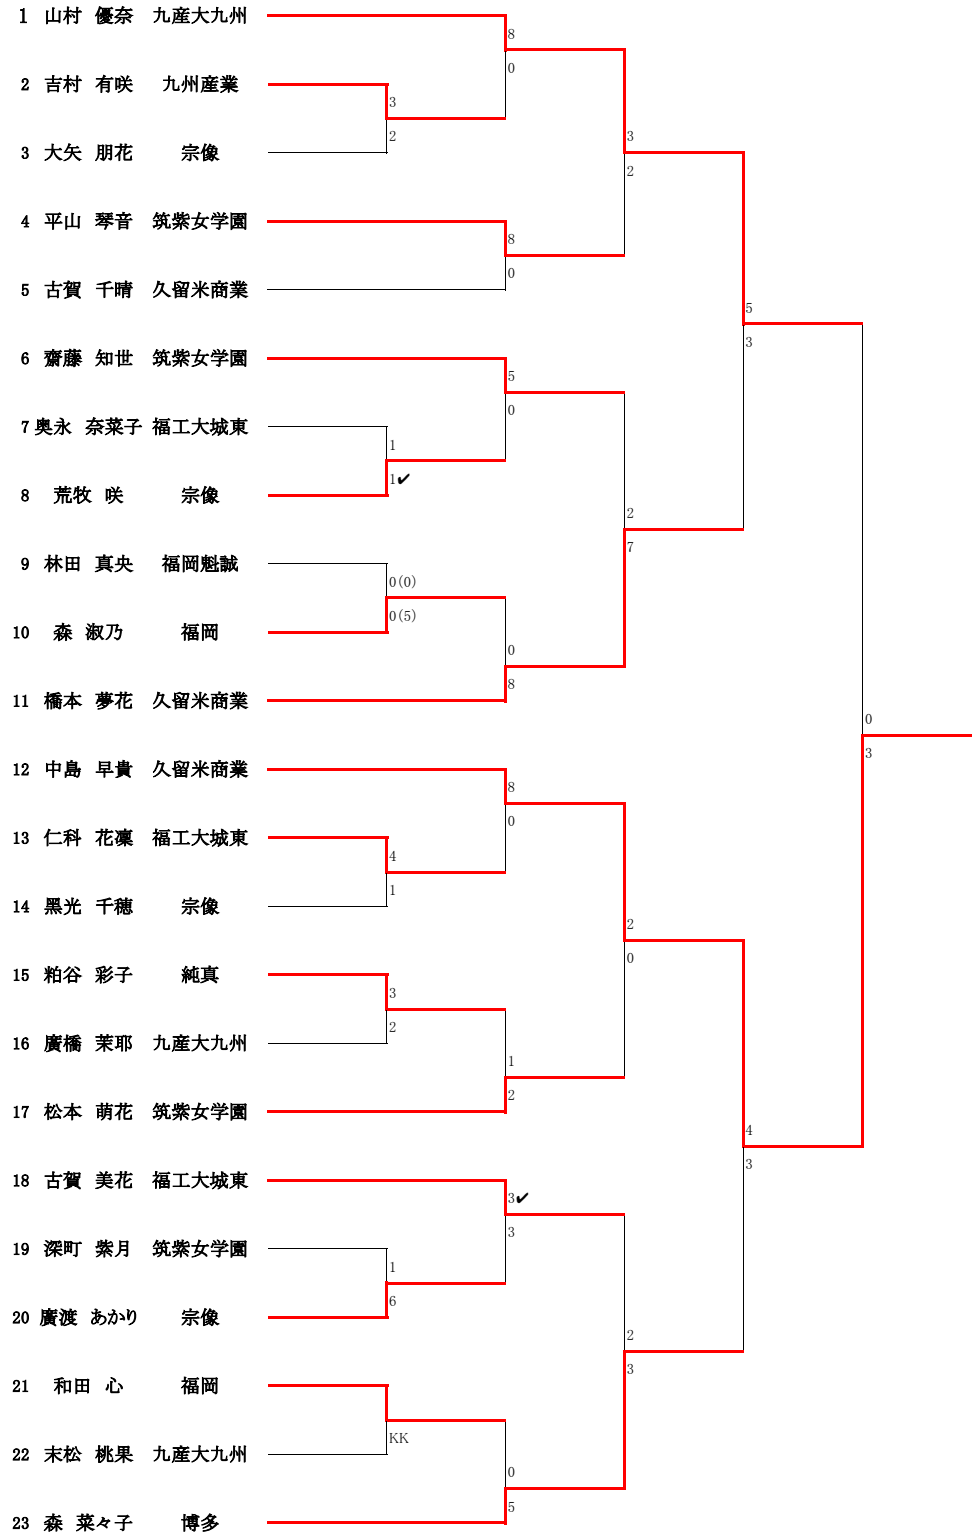 1 山村 優奈 九産大九州
8
0
2 吉村 有咲 九州産業
3
2
3 大矢 朋花 宗像
3
2
4 平山 琴音 筑紫女学園
8
0
5 古賀 千晴 久留米商業
5
3
6 齋藤 知世 筑紫女学園
5
0
7 奥永 奈菜子 福工大城東
1
1✔
8 荒牧 咲 宗像
2
7
9 林田 真央 福岡魁誠
0(0)
0(5)
10 森 淑乃 福岡
0
8
11 橋本 夢花 久留米商業
0
3
12 中島 早貴 久留米商業
8
0
13 仁科 花凜 福工大城東
4
1
14 黑光 千穂 宗像
2
0
15 粕谷 彩子 純真
3
2
16 廣橋 茉耶 九産大九州
1
2
17 松本 萌花 筑紫女学園
4
3
18 古賀 美花 福工大城東
3✔
3
19 深町 紫月 筑紫女学園
1
6
20 廣渡 あかり 宗像
2
3
21 和田 心 福岡
KK
22 末松 桃果 九産大九州
0
5
23 森 菜々子 博多